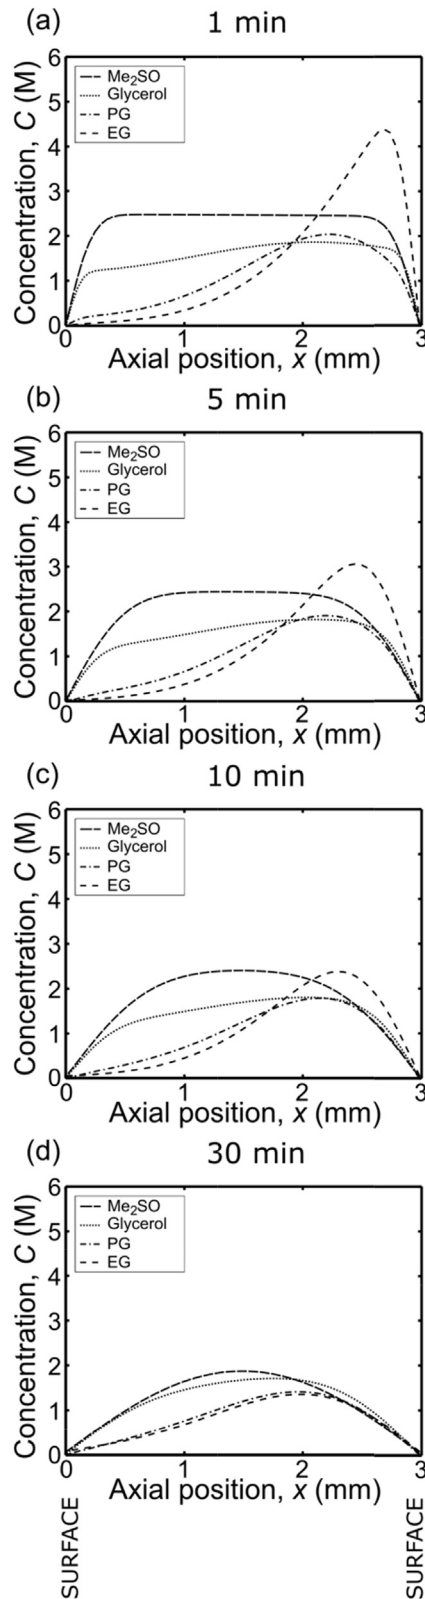 (a) 1 min
6
5
4
3
2
1
0
Concentration, C (M)
Me₂SO
Glycerol
PG
EG
0 1 2 3
Axial position, x (mm)
(b) 5 min
6
5
4
3
2
1
0
Concentration, C (M)
Me₂SO
Glycerol
PG
EG
0 1 2 3
Axial position, x (mm)
(c) 10 min
6
5
4
3
2
1
0
Concentration, C (M)
Me₂SO
Glycerol
PG
EG
0 1 2 3
Axial position, x (mm)
(d) 30 min
6
5
4
3
2
1
0
Concentration, C (M)
Me₂SO
Glycerol
PG
EG
0 1 2 3
Axial position, x (mm)
SURFACE
SURFACE